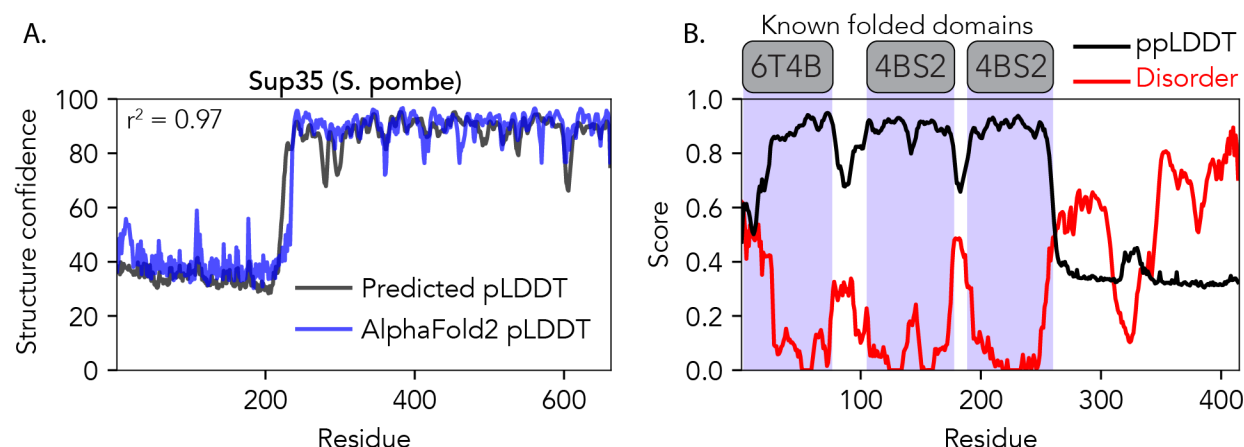 A.
Sup35 (S. pombe)
r² = 0.97
Structure confidence
100
80
60
40
20
0
Predicted pLDDT
AlphaFold2 pLDDT
200
400
600
Residue
B.
Known folded domains
6T4B
4BS2
4BS2
ppLDDT
Disorder
Score
1.0
0.8
0.6
0.4
0.2
0.0
100
200
300
400
Residue